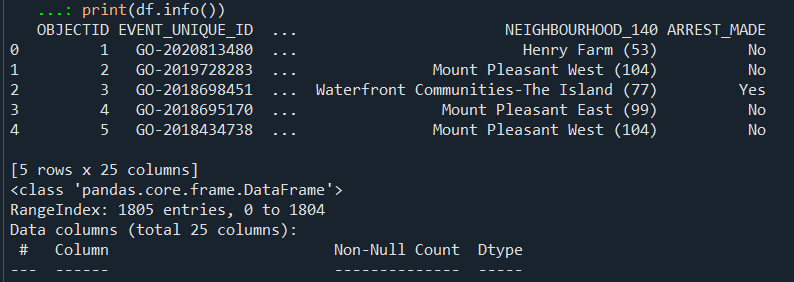 ...: print(df.info())
OBJECTID EVENT_UNIQUE_ID ... NEIGHBOURHOOD_140 ARREST_MADE
0 1 GO-2020813480 ... Henry Farm (53) No
1 2 GO-2019728283 ... Mount Pleasant West (104) No
2 3 GO-2018698451 ... Waterfront Communities-The Island (77) Yes
3 4 GO-2018695170 ... Mount Pleasant East (99) No
4 5 GO-2018434738 ... Mount Pleasant West (104) No
[5 rows x 25 columns]
<class 'pandas.core.frame.DataFrame'>
RangeIndex: 1805 entries, 0 to 1804
Data columns (total 25 columns):
# Column Non-Null Count Dtype
--- ------ -------------- -----